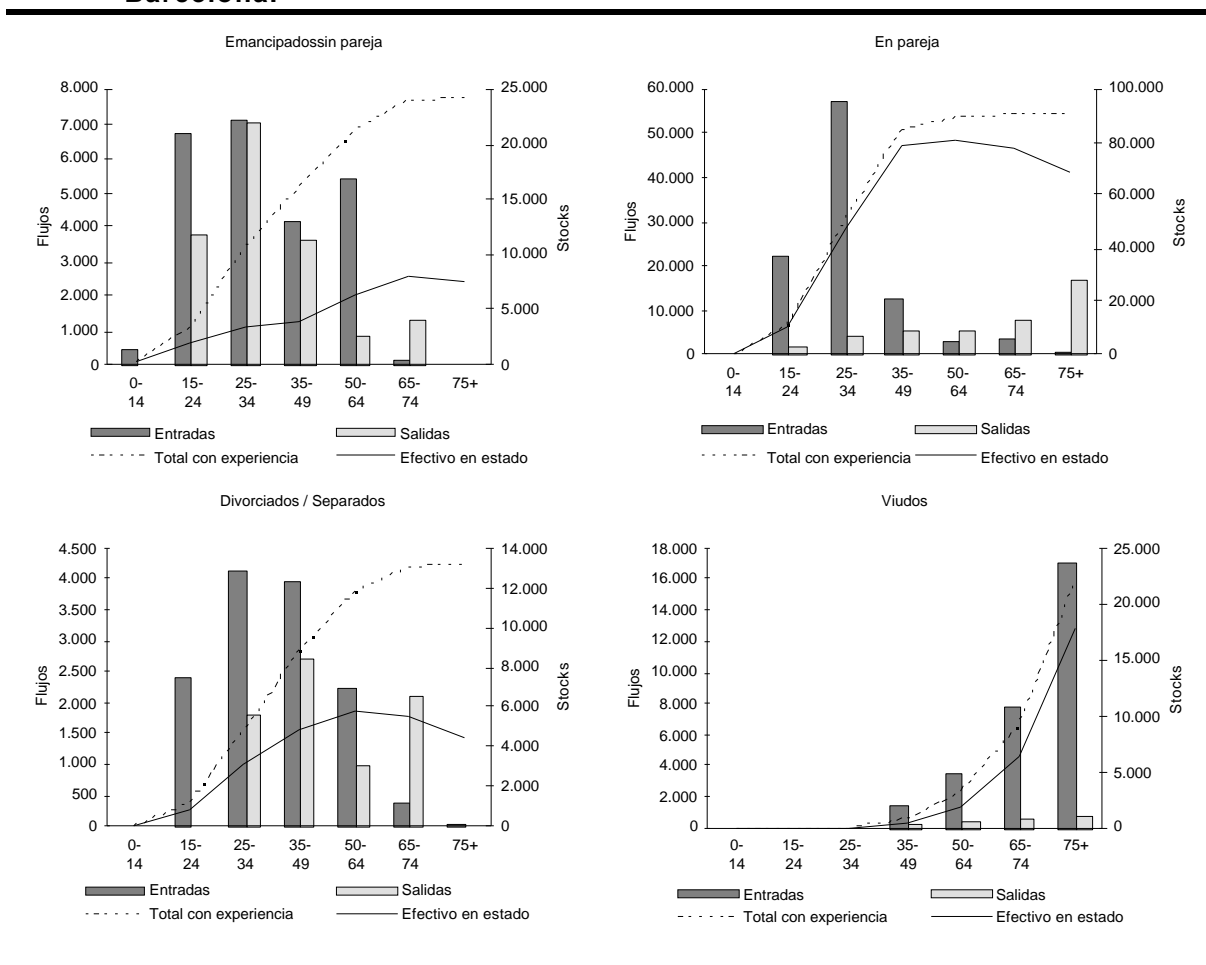 Barcelona.
Emancipadossin pareja
8.000
7.000
6.000
5.000
4.000
3.000
2.000
1.000
0
Flujos
25.000
20.000
15.000
10.000
5.000
0
Stocks
0- 15- 25- 35- 50- 65- 75+
14 24 34 49 64 74
Entradas Salidas
Total con experiencia Efectivo en estado
En pareja
60.000
50.000
40.000
30.000
20.000
10.000
0
Flujos
100.000
80.000
60.000
40.000
20.000
0
Stocks
0- 15- 25- 35- 50- 65- 75+
14 24 34 49 64 74
Entradas Salidas
Total con experiencia Efectivo en estado
Divorciados / Separados
4.500
4.000
3.500
3.000
2.500
2.000
1.500
1.000
500
0
Flujos
14.000
12.000
10.000
8.000
6.000
4.000
2.000
0
Stocks
0- 15- 25- 35- 50- 65- 75+
14 24 34 49 64 74
Entradas Salidas
Total con experiencia Efectivo en estado
Viudos
18.000
16.000
14.000
12.000
10.000
8.000
6.000
4.000
2.000
0
Flujos
25.000
20.000
15.000
10.000
5.000
0
Stocks
0- 15- 25- 35- 50- 65- 75+
14 24 34 49 64 74
Entradas Salidas
Total con experiencia Efectivo en estado